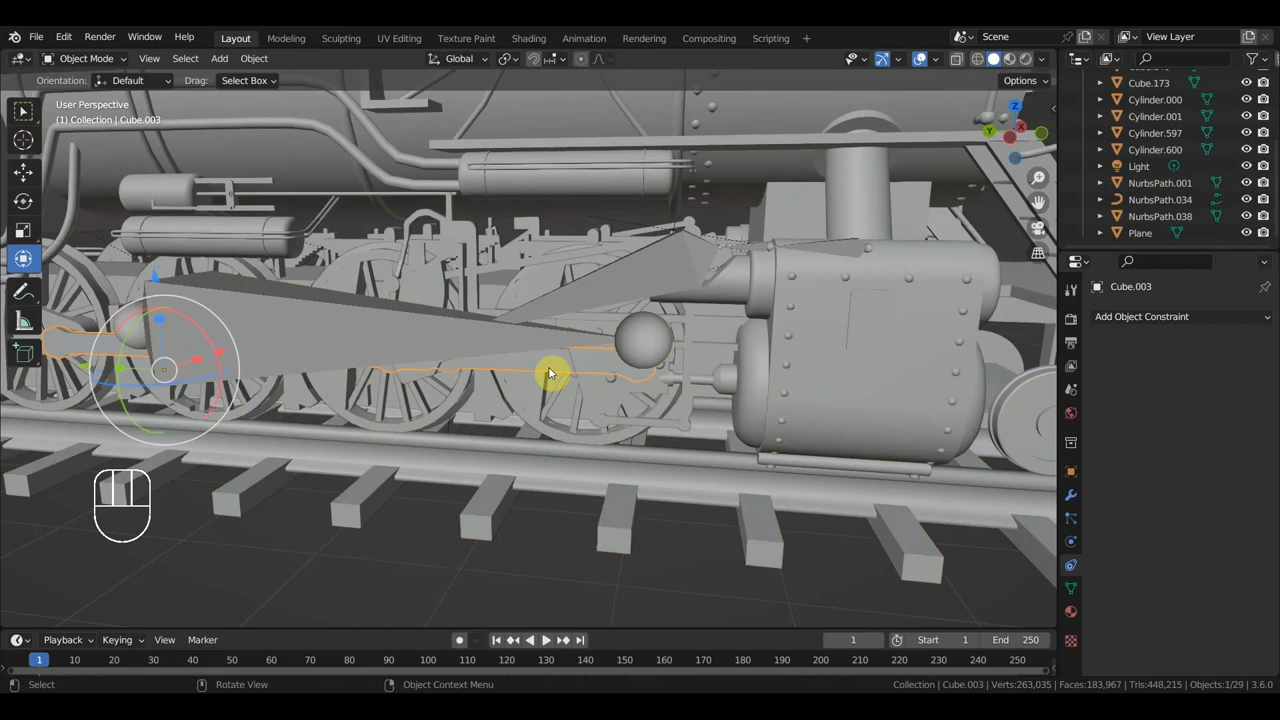 File Edit Render Window Help Layout Modeling Sculpting UV Editing Texture Paint Shading Animation Rendering Compositing Scripting + Scene View Layer
Object Mode View Select Add Object Global
Orientation: Default Drag: Select Box Options
User Perspective
(1) Collection | Cube.003
Z
Y
X
Cube.173
Cylinder.000
Cylinder.001
Cylinder.597
Cylinder.600
Light
NurbsPath.001
NurbsPath.034
NurbsPath.038
Plane
Cube.003
Add Object Constraint
Playback Keying View Marker 1 Start 1 End 250
1 10 20 30 40 50 60 70 80 90 100 110 120 130 140 150 160 170 180 190 200 210 220 230 240 250
Select Rotate View Object Context Menu Collection | Cube.003 | Verts:263,035 | Faces:183,967 | Tris:448,215 | Objects:1/29 | 3.6.0